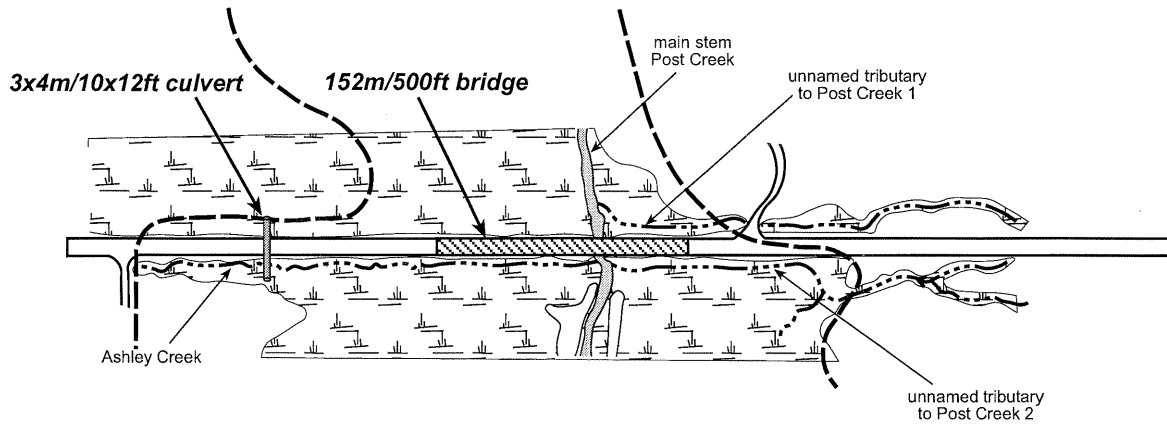 main stem
Post Creek
unnamed tributary
to Post Creek 1
3x4m/10x12ft culvert
152m/500ft bridge
Ashley Creek
unnamed tributary
to Post Creek 2